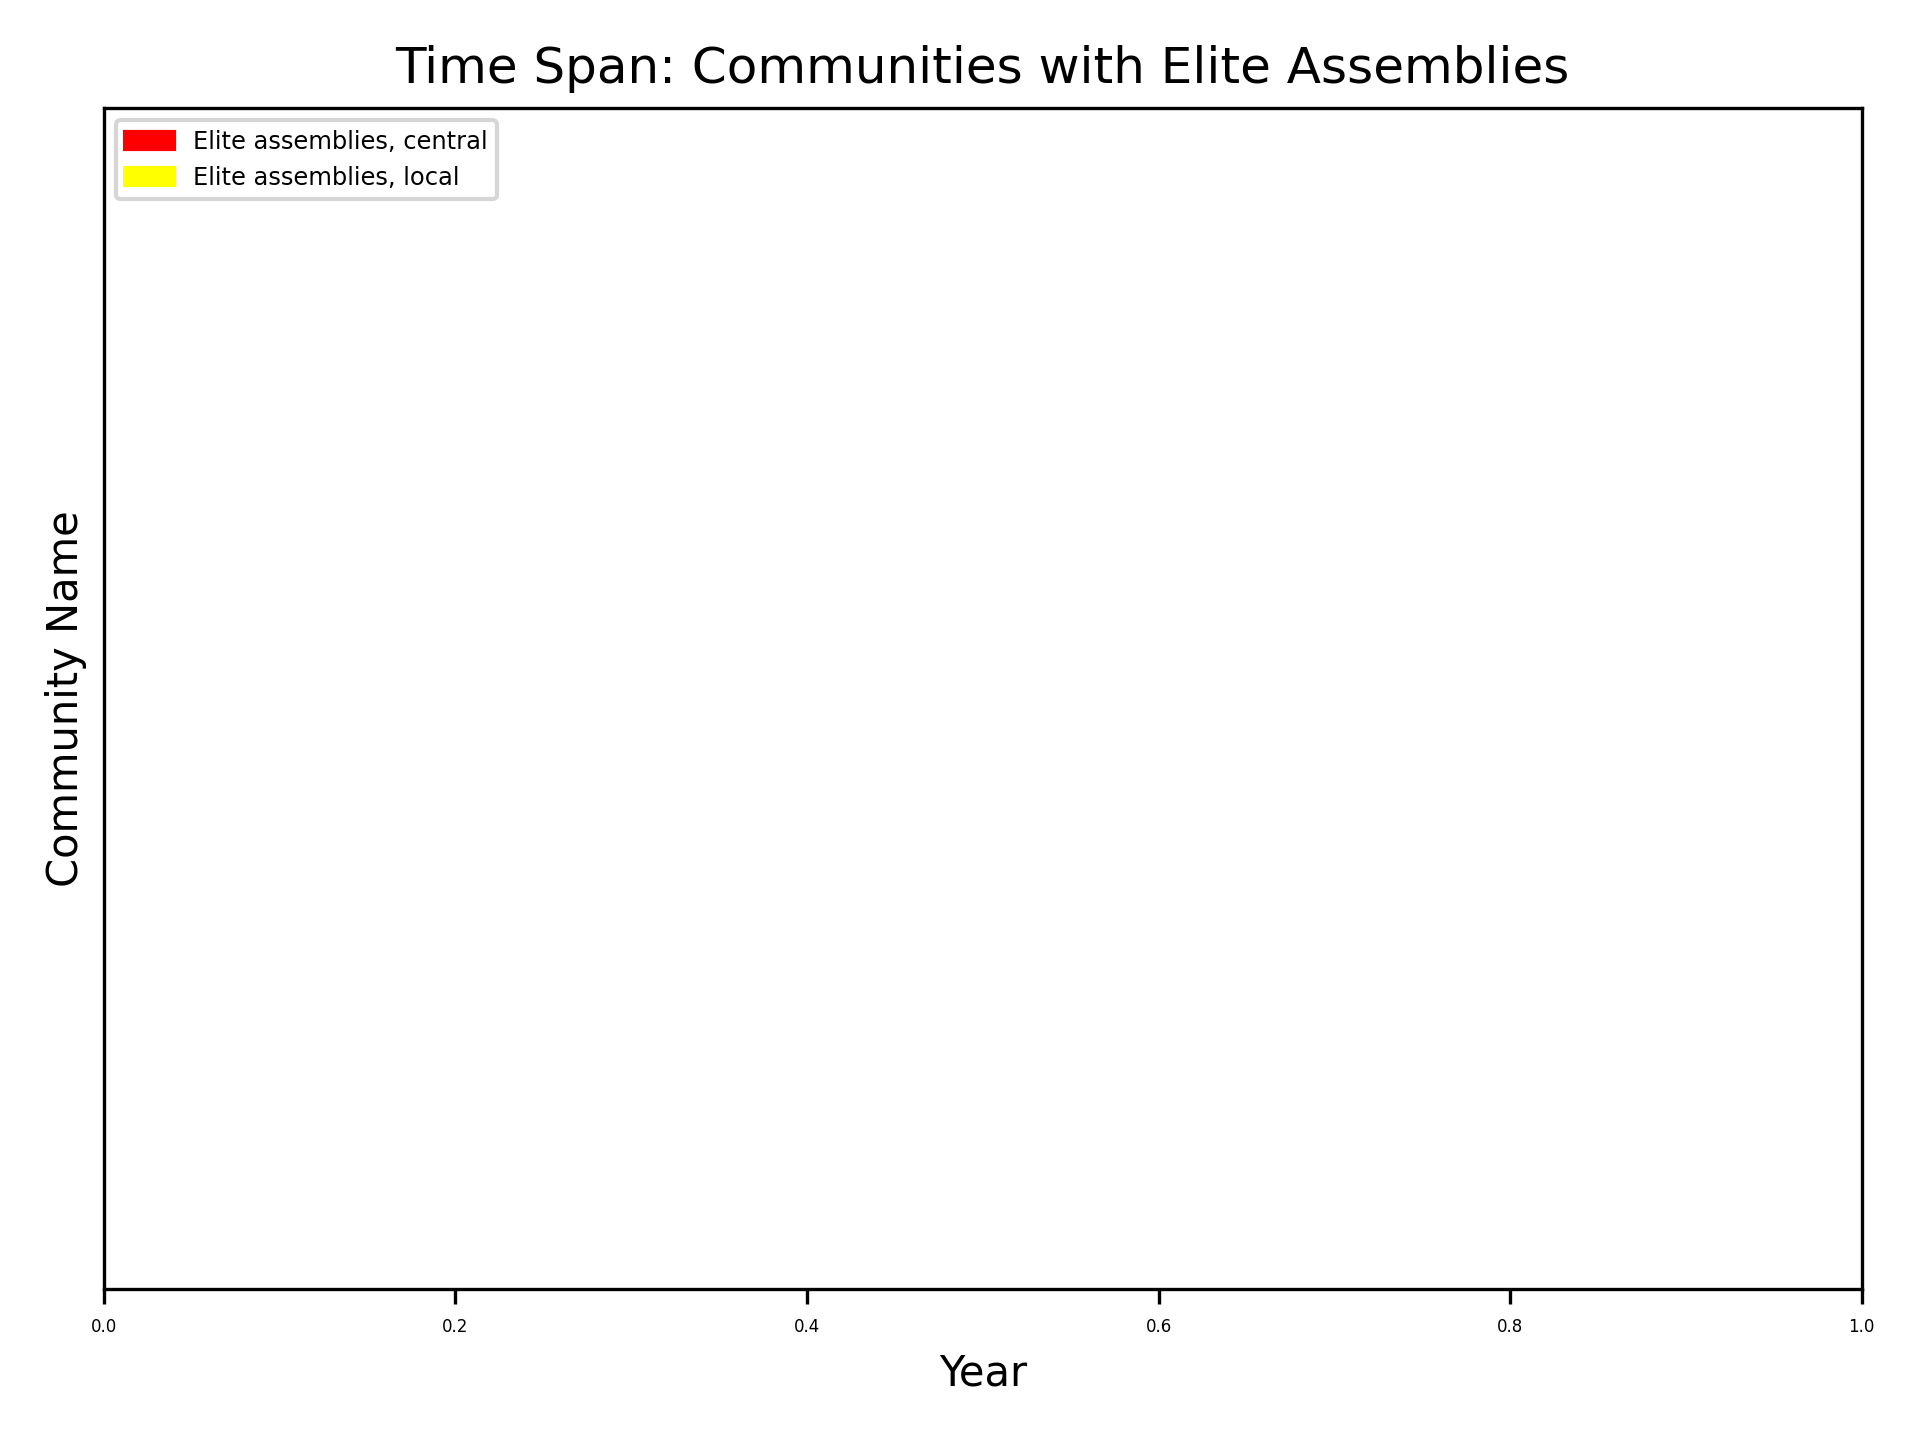 Time Span: Communities with Elite Assemblies
Elite assemblies, central
Elite assemblies, local
Community Name
0.0 0.2 0.4 0.6 0.8 1.0
Year